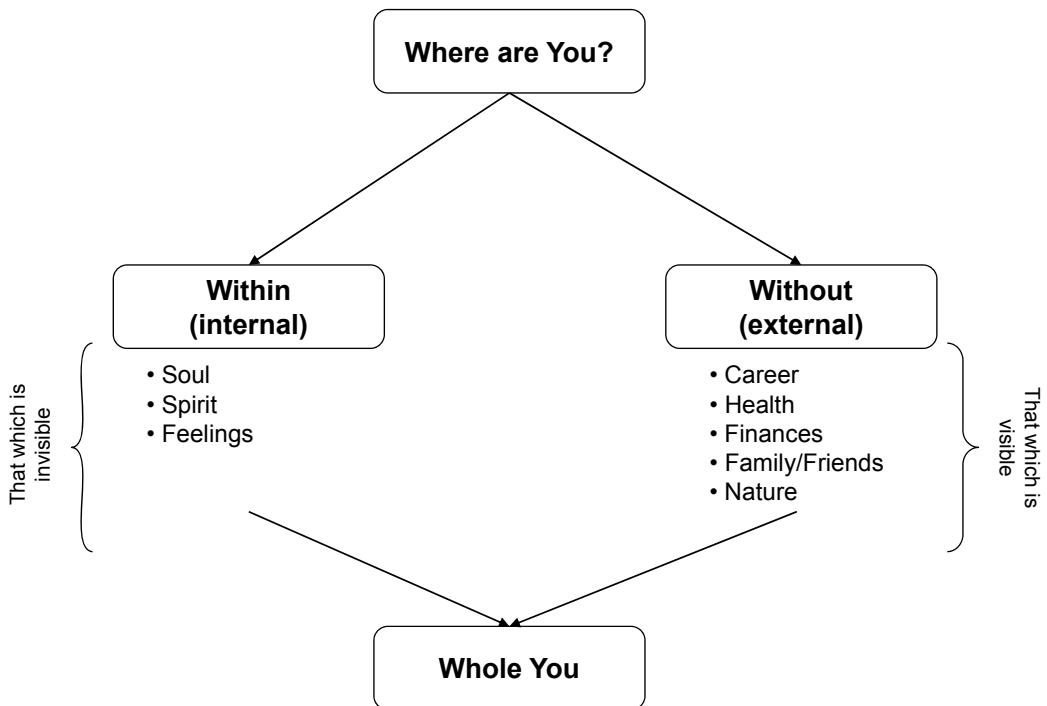 Where are You?
Within
(internal)
• Soul
• Spirit
• Feelings
That which is
invisible
Without
(external)
• Career
• Health
• Finances
• Family/Friends
• Nature
That which is
visible
Whole You